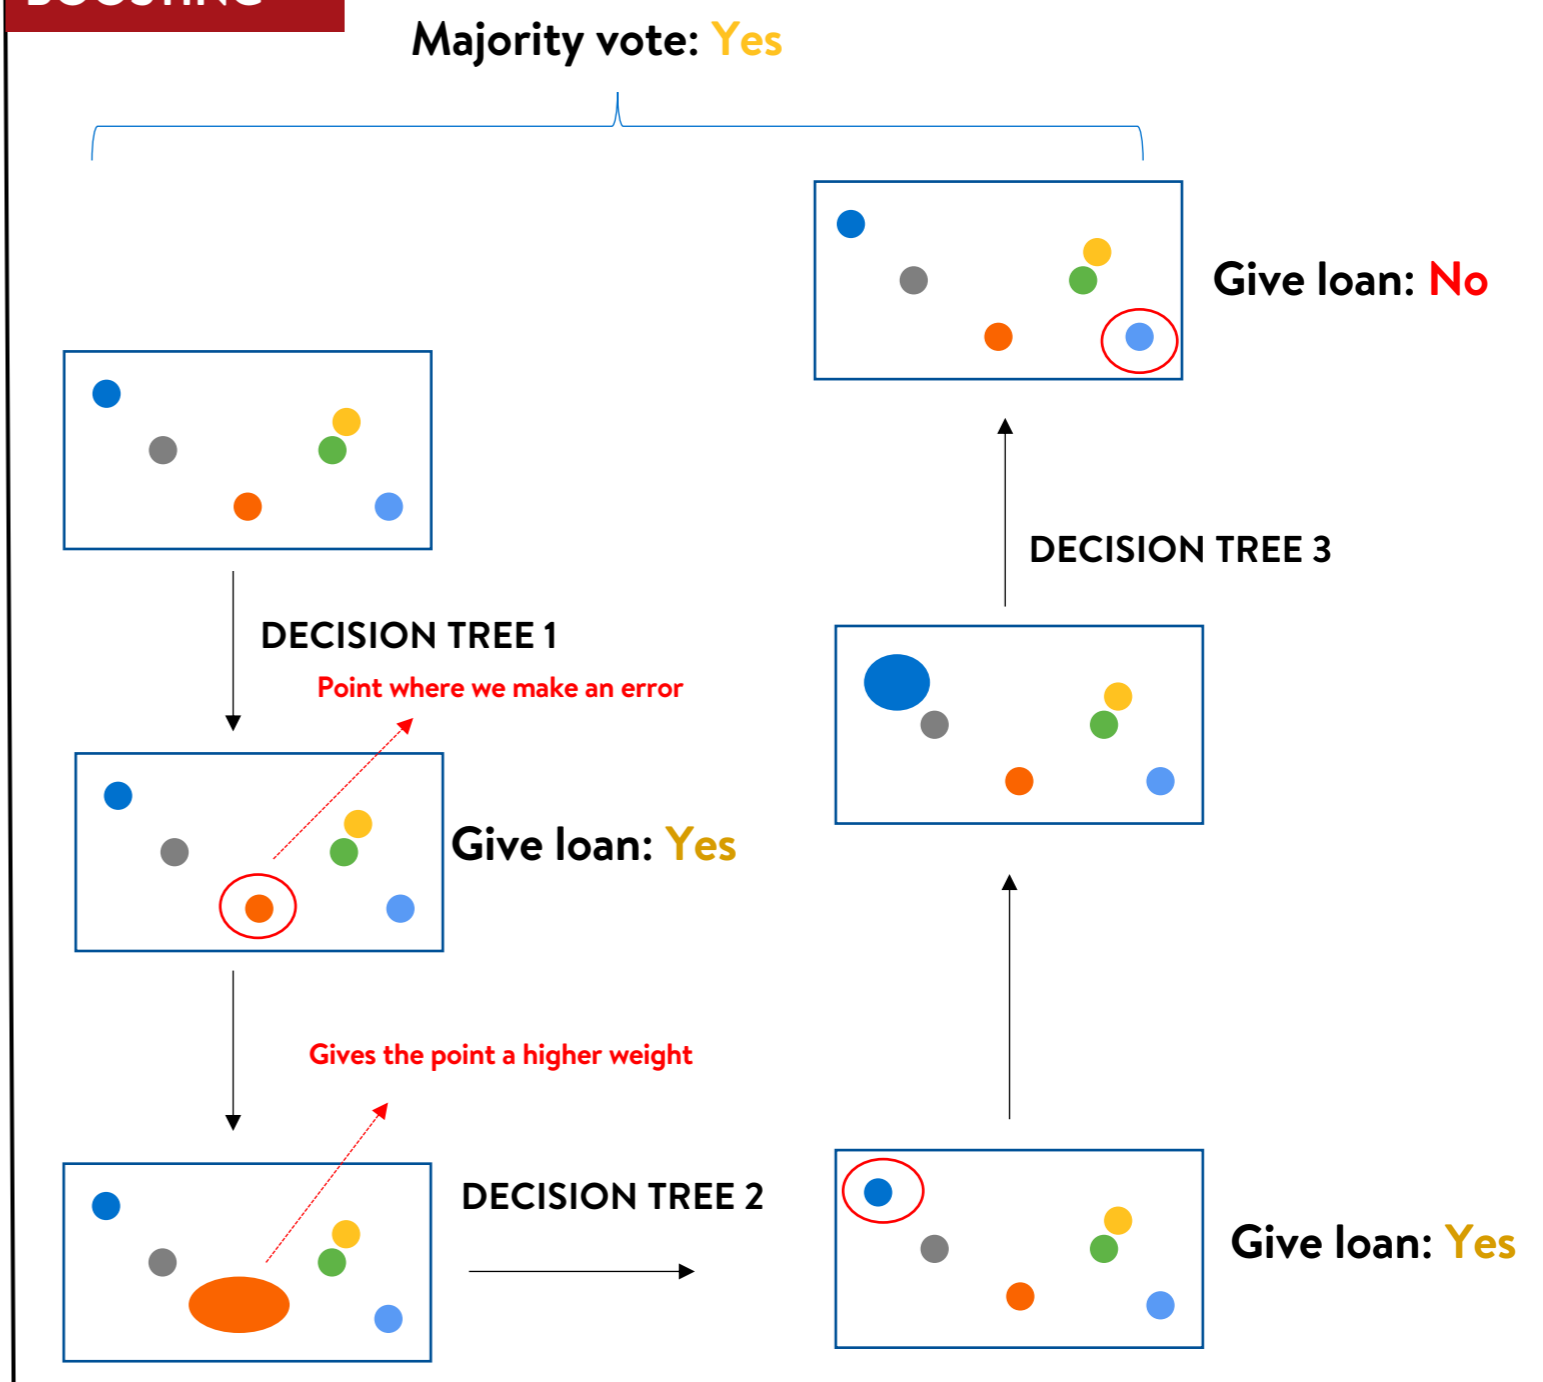 BOOSTING
Majority vote: Yes
Give loan: No
DECISION TREE 3
DECISION TREE 1
Point where we make an error
Give loan: Yes
Gives the point a higher weight
DECISION TREE 2
Give loan: Yes